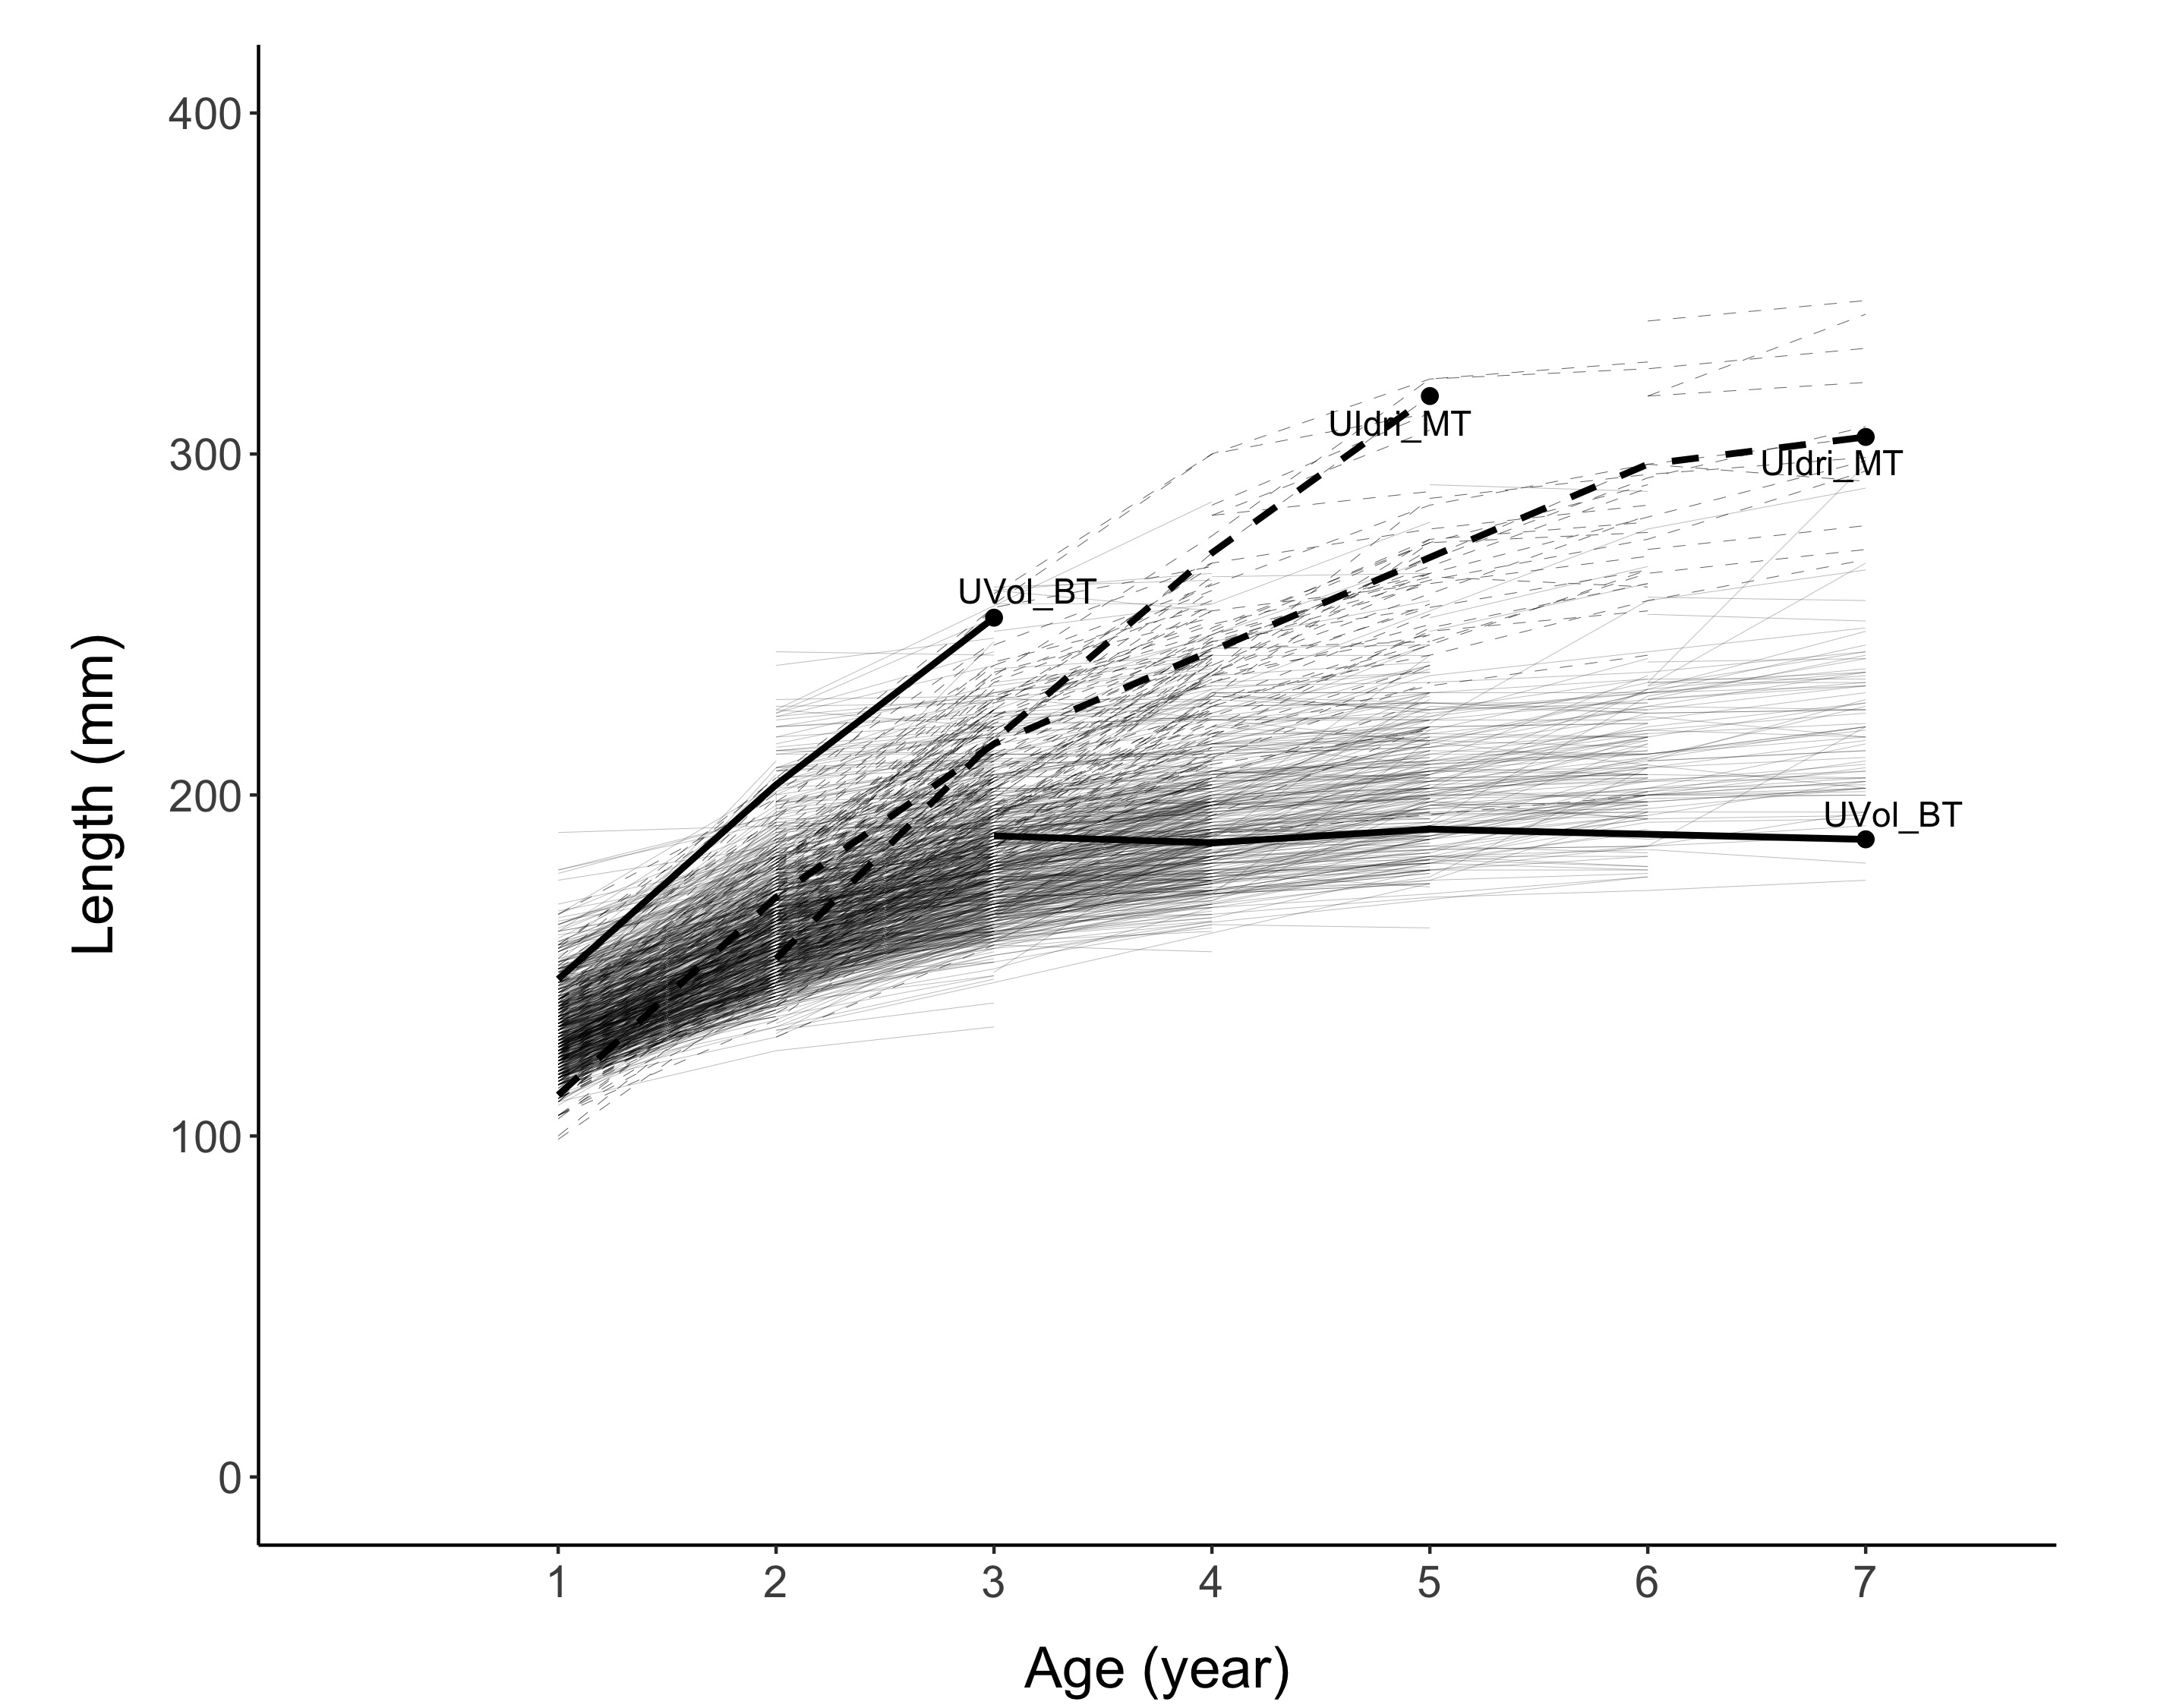 Length (mm)
400
300
200
100
0
UIdri_MT
UIdri_MT
UVol_BT
UVol_BT
1 2 3 4 5 6 7
Age (year)